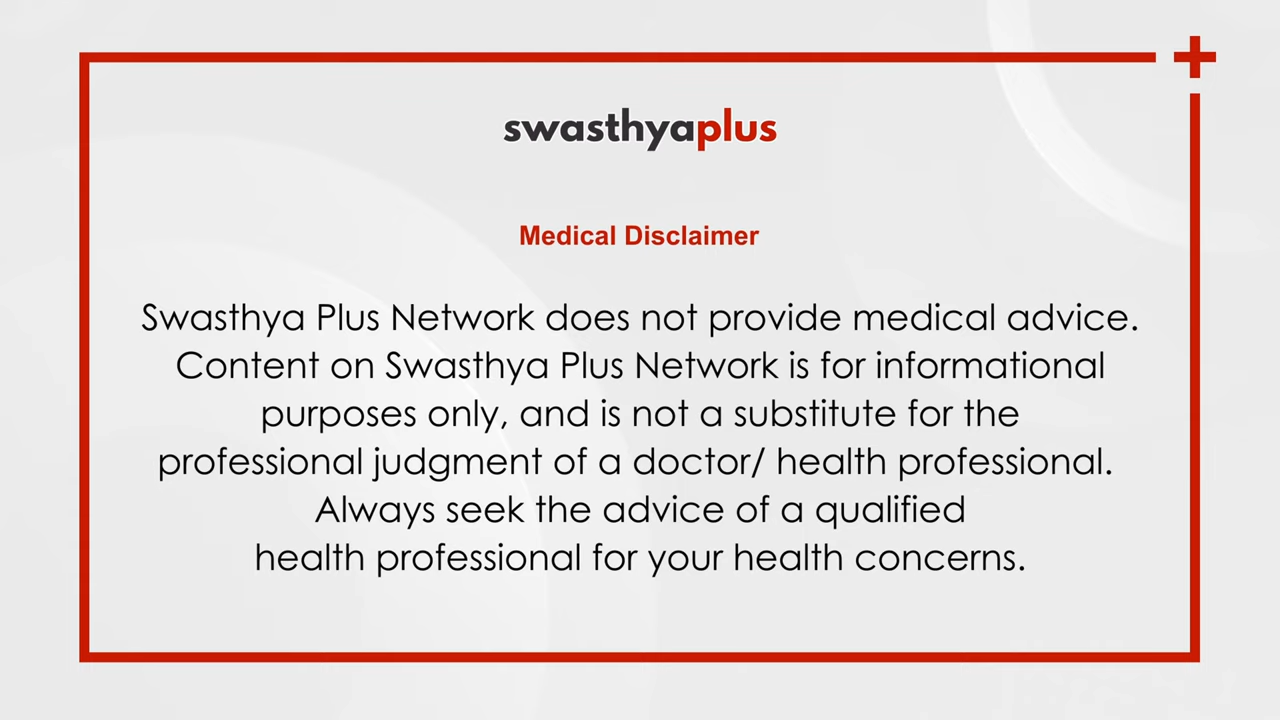 swasthyaplus
Medical Disclaimer
Swasthya Plus Network does not provide medical advice.
Content on Swasthya Plus Network is for informational
purposes only, and is not a substitute for the
professional judgment of a doctor/ health professional.
Always seek the advice of a qualified
health professional for your health concerns.